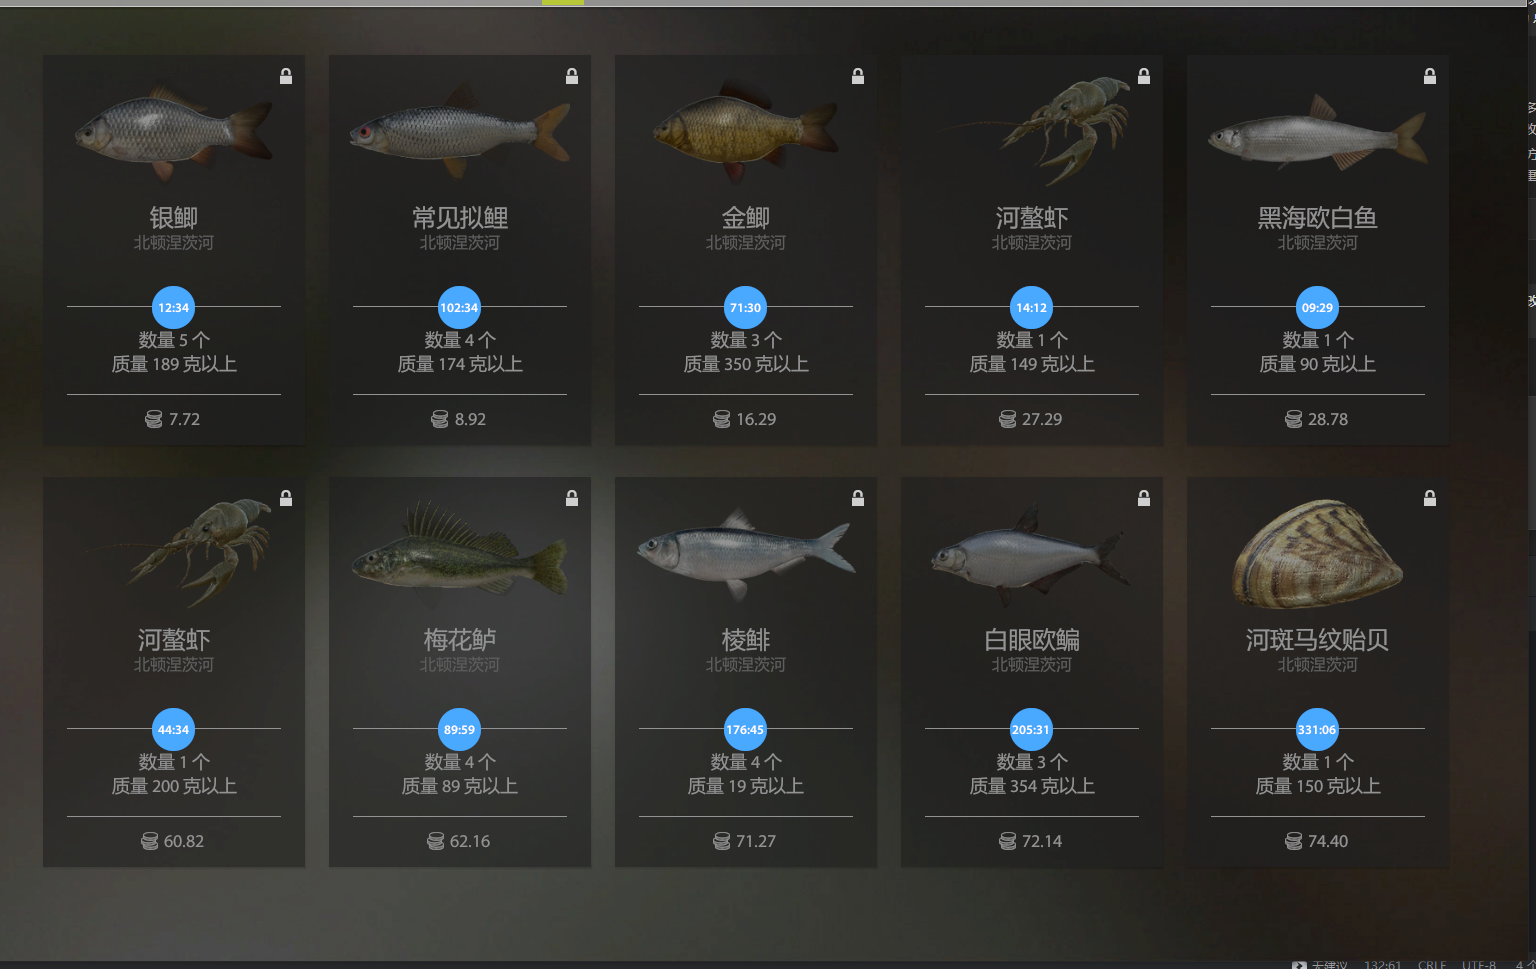 银鲫
北顿涅茨河
12:34
数量 5 个
质量 189 克以上
7.72
常见拟鲤
北顿涅茨河
102:34
数量 4 个
质量 174 克以上
8.92
金鲫
北顿涅茨河
71:30
数量 3 个
质量 350 克以上
16.29
河螯虾
北顿涅茨河
14:12
数量 1 个
质量 149 克以上
27.29
黑海欧白鱼
北顿涅茨河
09:29
数量 1 个
质量 90 克以上
28.78
河螯虾
北顿涅茨河
44:34
数量 1 个
质量 200 克以上
60.82
梅花鲈
北顿涅茨河
89:59
数量 4 个
质量 89 克以上
62.16
棱鲱
北顿涅茨河
176:45
数量 4 个
质量 19 克以上
71.27
白眼欧鳊
北顿涅茨河
205:31
数量 3 个
质量 354 克以上
72.14
河斑马纹贻贝
北顿涅茨河
331:06
数量 1 个
质量 150 克以上
74.40
无建议 132:61 CRLF UTF-8 4 个